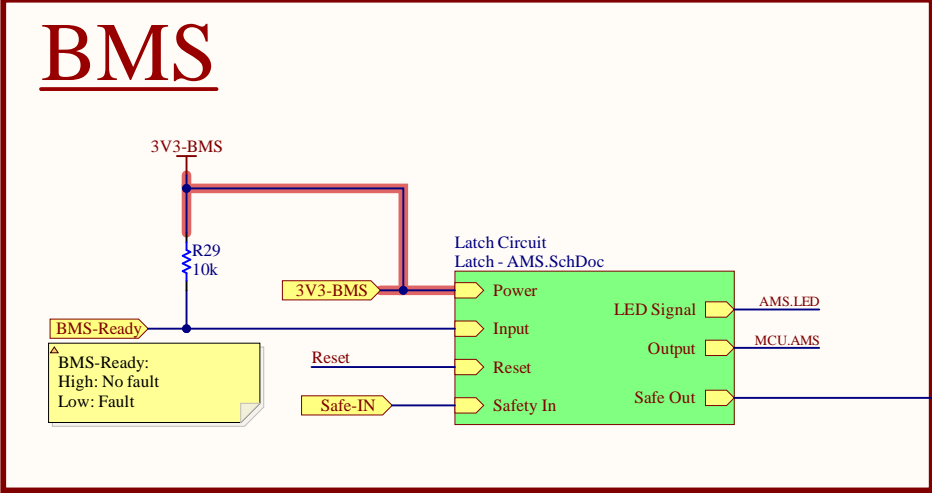 BMS
3V3-BMS
R29
10k
Latch Circuit
Latch - AMS.SchDoc
3V3-BMS
Power
LED Signal
AMS.LED
BMS-Ready
Input
Output
MCU.AMS
BMS-Ready:
High: No fault
Low: Fault
Reset
Reset
Safe-IN
Safety In
Safe Out